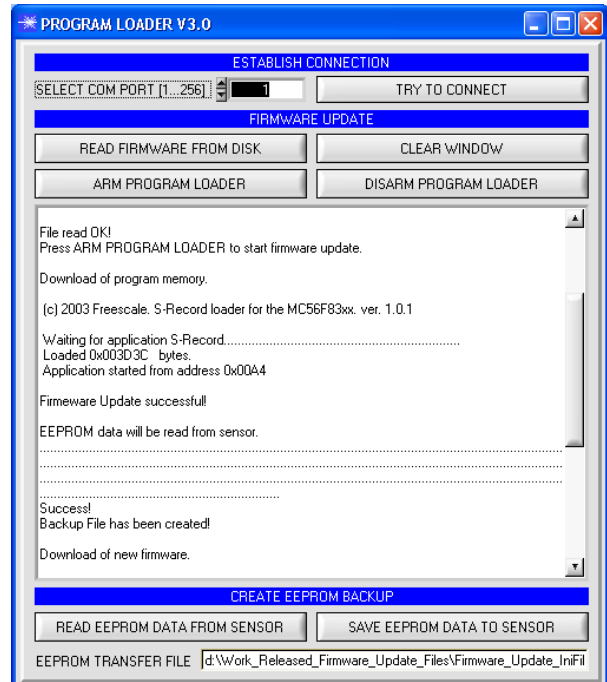 PROGRAM LOADER V3.0
ESTABLISH CONNECTION
SELECT COM PORT [1...256] 1 TRY TO CONNECT
FIRMWARE UPDATE
READ FIRMWARE FROM DISK CLEAR WINDOW
ARM PROGRAM LOADER DISARM PROGRAM LOADER
File read OK!
Press ARM PROGRAM LOADER to start firmware update.
Download of program memory.
(c) 2003 Freescale. S-Record loader for the MC56F83xx. ver. 1.0.1
Waiting for application S-Record..............................................................................
Loaded 0x003D3C bytes.
Application started from address 0x00A4
Firmeware Update successful!
EEPROM data will be read from sensor.
..............................................................................................................................................................................
..............................................................................................................................................................................
..............................................................................................................................................................................
................................................................................
Success!
Backup File has been created!
Download of new firmware.
CREATE EEPROM BACKUP
READ EEPROM DATA FROM SENSOR SAVE EEPROM DATA TO SENSOR
EEPROM TRANSFER FILE d:\Work_Released_Firmware_Update_Files\Firmware_Update_IniFil